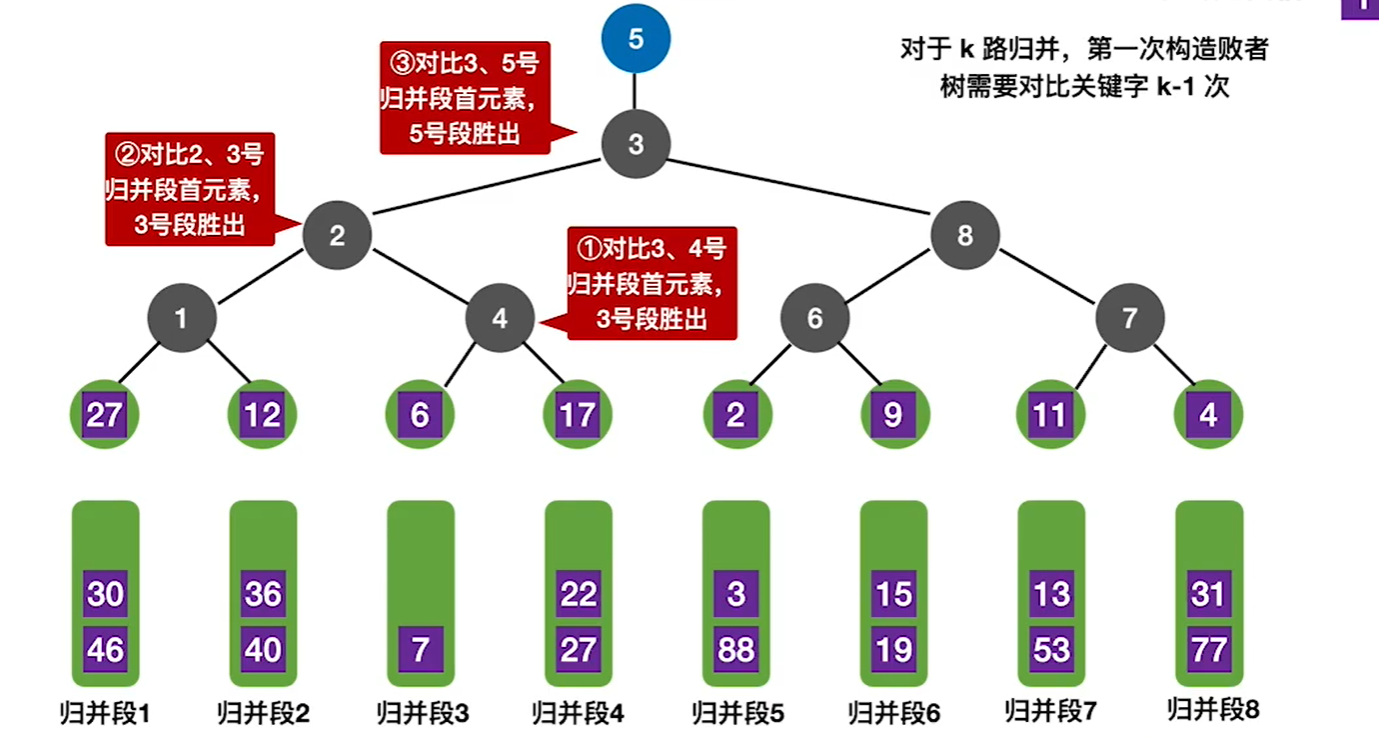 5
对于 k 路归并，第一次构造败者
树需要对比关键字 k-1 次
③对比3、5号
归并段首元素，
5号段胜出
3
②对比2、3号
归并段首元素，
3号段胜出
2
8
①对比3、4号
归并段首元素，
3号段胜出
1
4
6
7
27 12 6 17 2 9 11 4
30 36 22 3 15 13 31
46 40 7 27 88 19 53 77
归并段1 归并段2 归并段3 归并段4 归并段5 归并段6 归并段7 归并段8